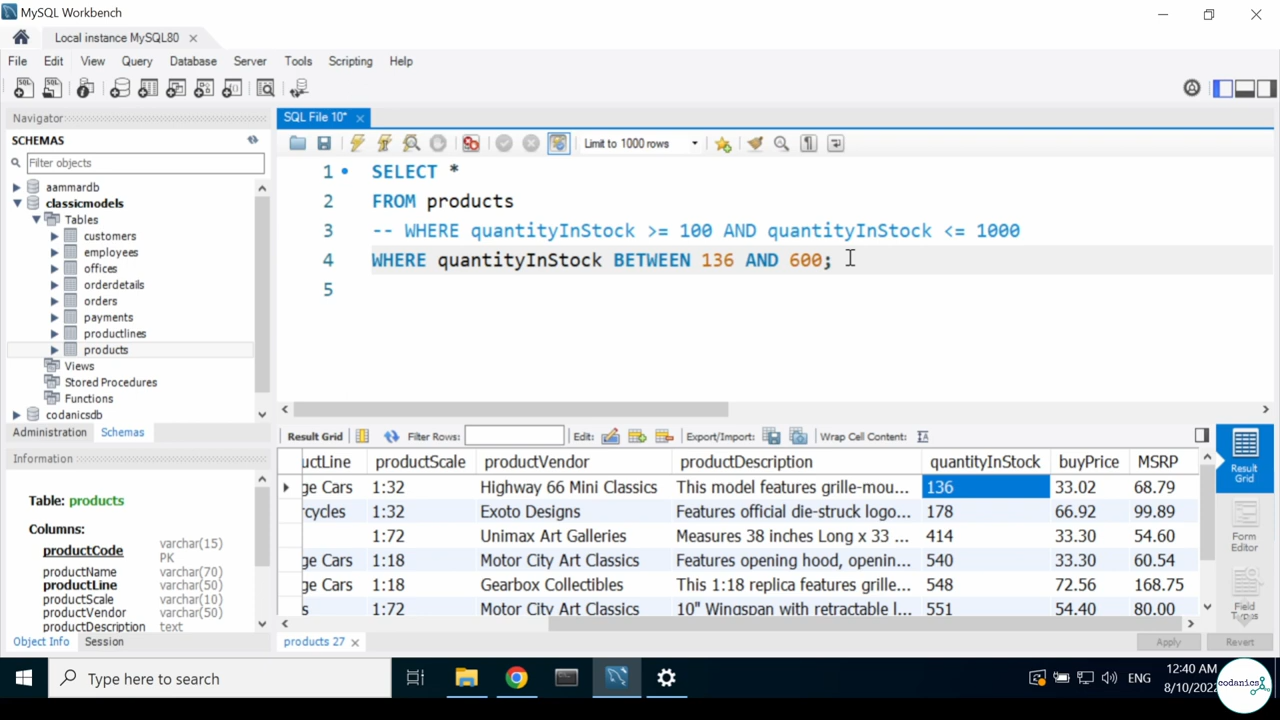 MySQL Workbench
Local instance MySQL80
File Edit View Query Database Server Tools Scripting Help
Navigator
SQL File 10*
SCHEMAS
Limit to 1000 rows
Filter objects
aammardb
classicmodels
Tables
customers
employees
offices
orderdetails
orders
payments
productlines
products
Views
Stored Procedures
Functions
codanicsdb
1 SELECT *
2 FROM products
3 -- WHERE quantityInStock >= 100 AND quantityInStock <= 1000
4 WHERE quantityInStock BETWEEN 136 AND 600;
5
Administration Schemas
Information
Table: products
Columns:
productCode varchar(15) PK
productName varchar(70)
productLine varchar(50)
productScale varchar(10)
productVendor varchar(50)
productDescription text
Object Info Session
Result Grid Filter Rows: Edit: Export/Import: Wrap Cell Content:
uctLine productScale productVendor productDescription quantityInStock buyPrice MSRP
ge Cars 1:32 Highway 66 Mini Classics This model features grille-mou... 136 33.02 68.79
rcycles 1:32 Exoto Designs Features official die-struck logo... 178 66.92 99.89
1:72 Unimax Art Galleries Measures 38 inches Long x 33 ... 414 33.30 54.60
ge Cars 1:18 Motor City Art Classics Features opening hood, openin... 540 33.30 60.54
ge Cars 1:18 Gearbox Collectibles This 1:18 replica features grille... 548 72.56 168.75
s 1:72 Motor City Art Classics 10" Wingspan with retractable l... 551 54.40 80.00
Result Grid
Form Editor
Field Types
products 27
Apply Revert
Type here to search
ENG
12:40 AM
8/10/2022
codanics